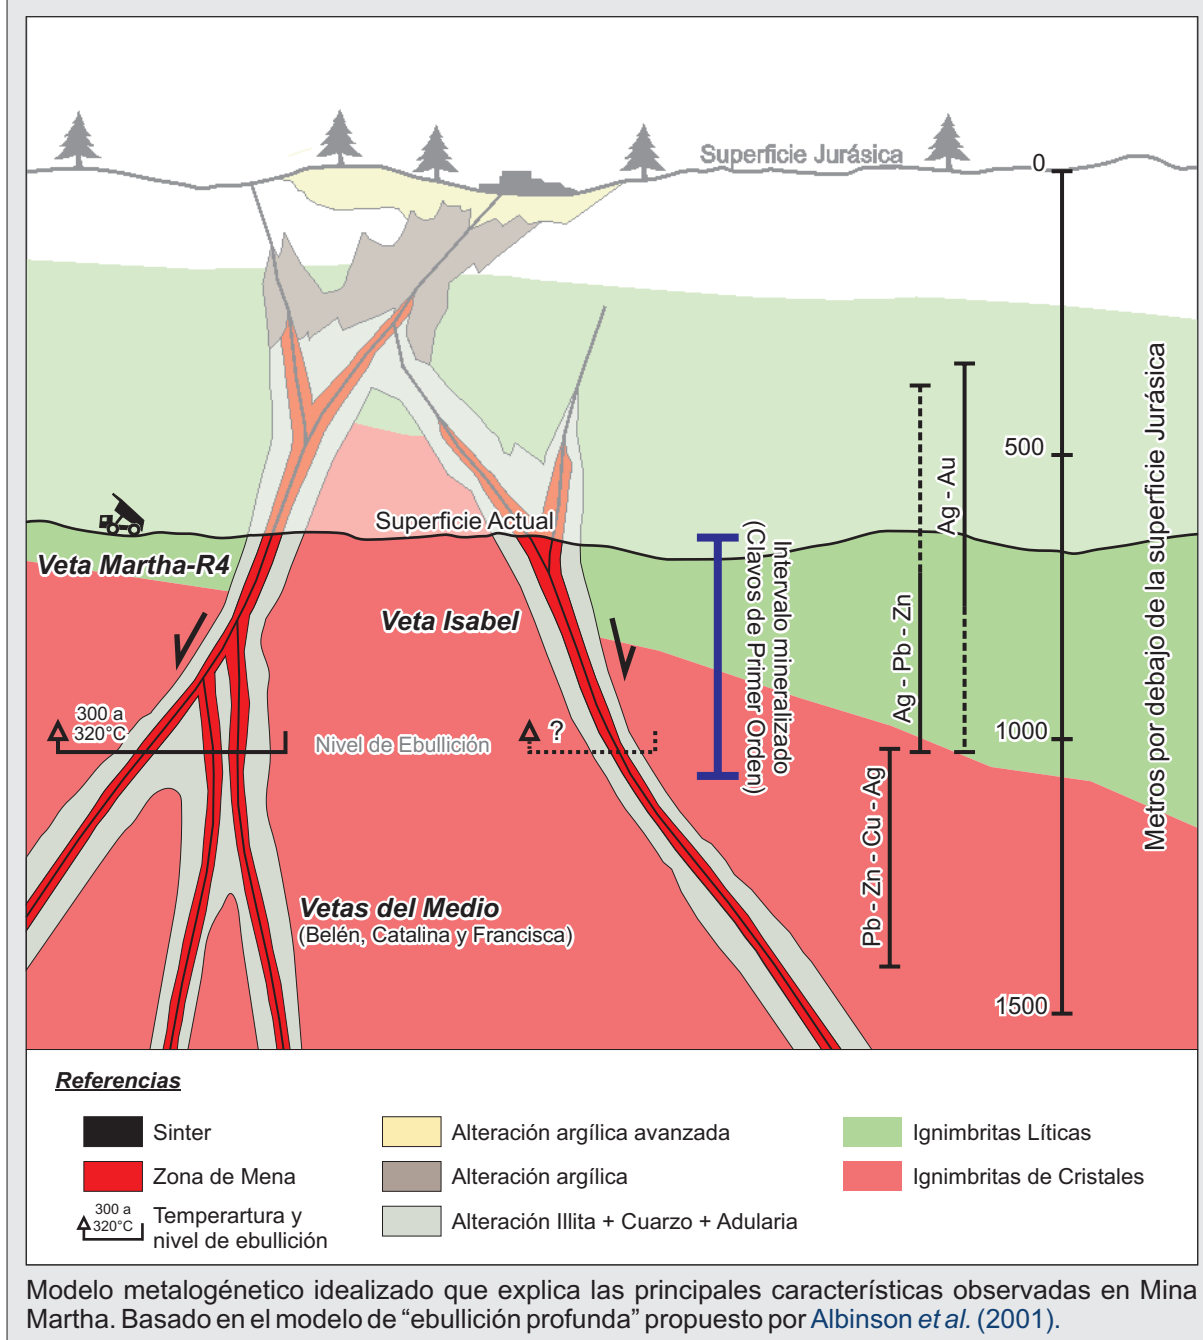 Superficie Jurásica
0
500
1000
1500
Metros por debajo de la superficie Jurásica
Ag - Au
Ag - Pb - Zn
Pb - Zn - Cu - Ag
Superficie Actual
Intervalo mineralizado
(Clavos de Primer Orden)
Veta Martha-R4
Veta Isabel
300 a
320°C
Nivel de Ebullición
?
Vetas del Medio
(Belén, Catalina y Francisca)
Referencias
Sinter
Zona de Mena
300 a
320°C
Temperartura y
nivel de ebullición
Alteración argílica avanzada
Alteración argílica
Alteración Illita + Cuarzo + Adularia
Ignimbritas Líticas
Ignimbritas de Cristales
Modelo metalogénetico idealizado que explica las principales características observadas en Mina
Martha. Basado en el modelo de “ebullición profunda” propuesto por Albinson et al. (2001).